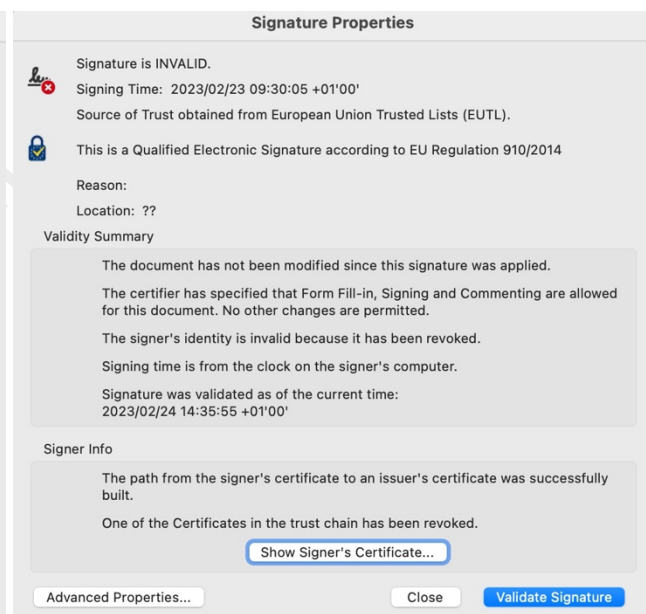 Signature Properties
Signature is INVALID.
Signing Time: 2023/02/23 09:30:05 +01'00'
Source of Trust obtained from European Union Trusted Lists (EUTL).
This is a Qualified Electronic Signature according to EU Regulation 910/2014
Reason:
Location: ??
Validity Summary
The document has not been modified since this signature was applied.
The certifier has specified that Form Fill-in, Signing and Commenting are allowed
for this document. No other changes are permitted.
The signer's identity is invalid because it has been revoked.
Signing time is from the clock on the signer's computer.
Signature was validated as of the current time:
2023/02/24 14:35:55 +01'00'
Signer Info
The path from the signer's certificate to an issuer's certificate was successfully
built.
One of the Certificates in the trust chain has been revoked.
Show Signer's Certificate...
Advanced Properties... Close Validate Signature